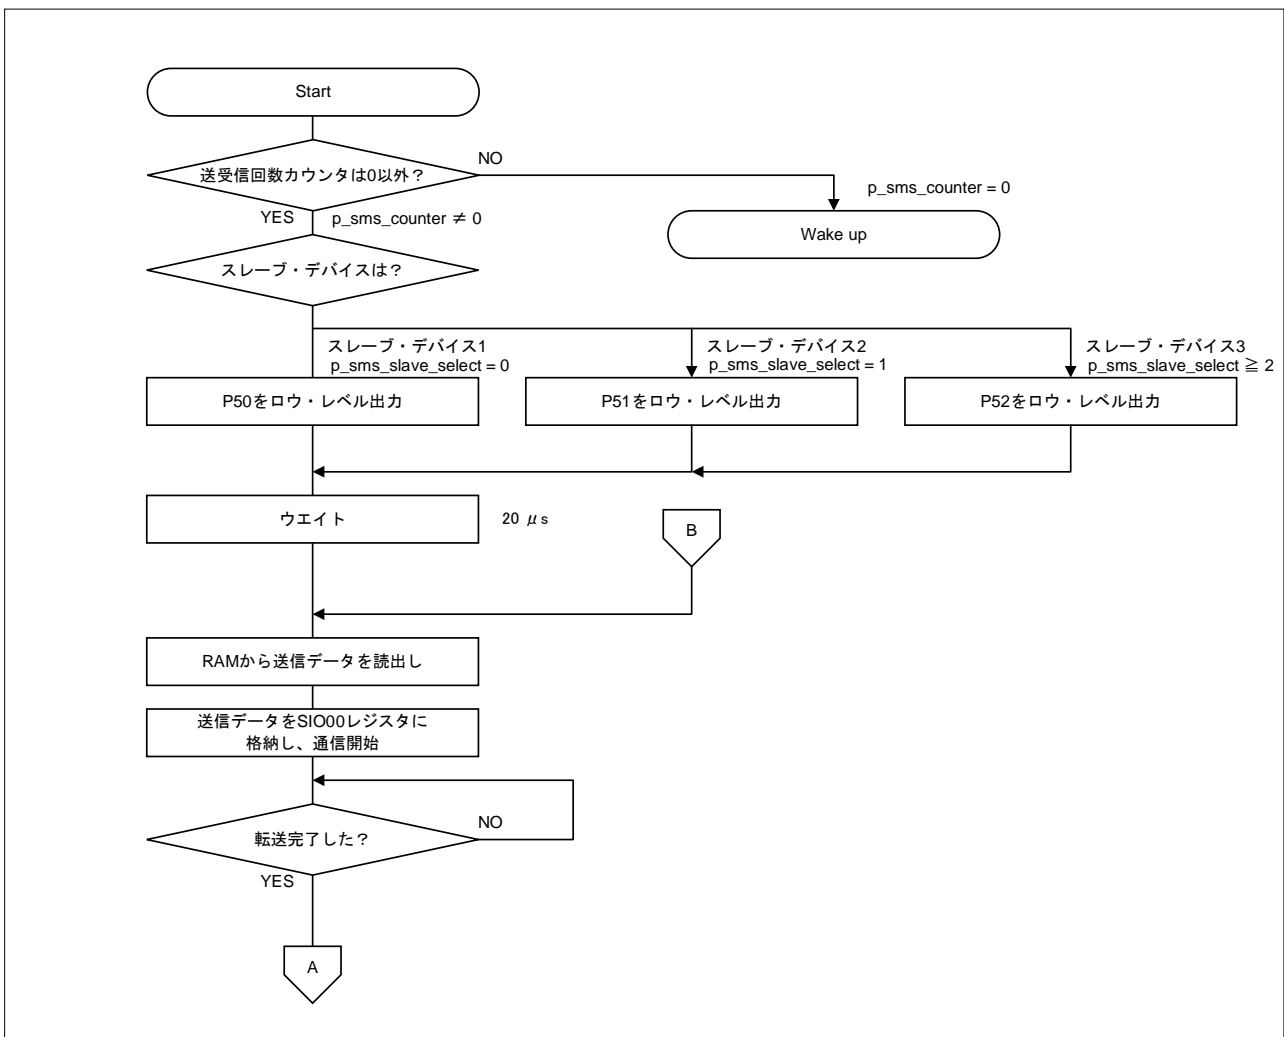 Start
送受信回数カウンタは0以外？
NO
p_sms_counter = 0
YES
p_sms_counter ≠ 0
Wake up
スレーブ・デバイスは？
スレーブ・デバイス1
p_sms_slave_select = 0
スレーブ・デバイス2
p_sms_slave_select = 1
スレーブ・デバイス3
p_sms_slave_select ≧ 2
P50をロウ・レベル出力
P51をロウ・レベル出力
P52をロウ・レベル出力
ウエイト
20 μs
B
RAMから送信データを読出し
送信データをSIO00レジスタに
格納し、通信開始
転送完了した？
NO
YES
A